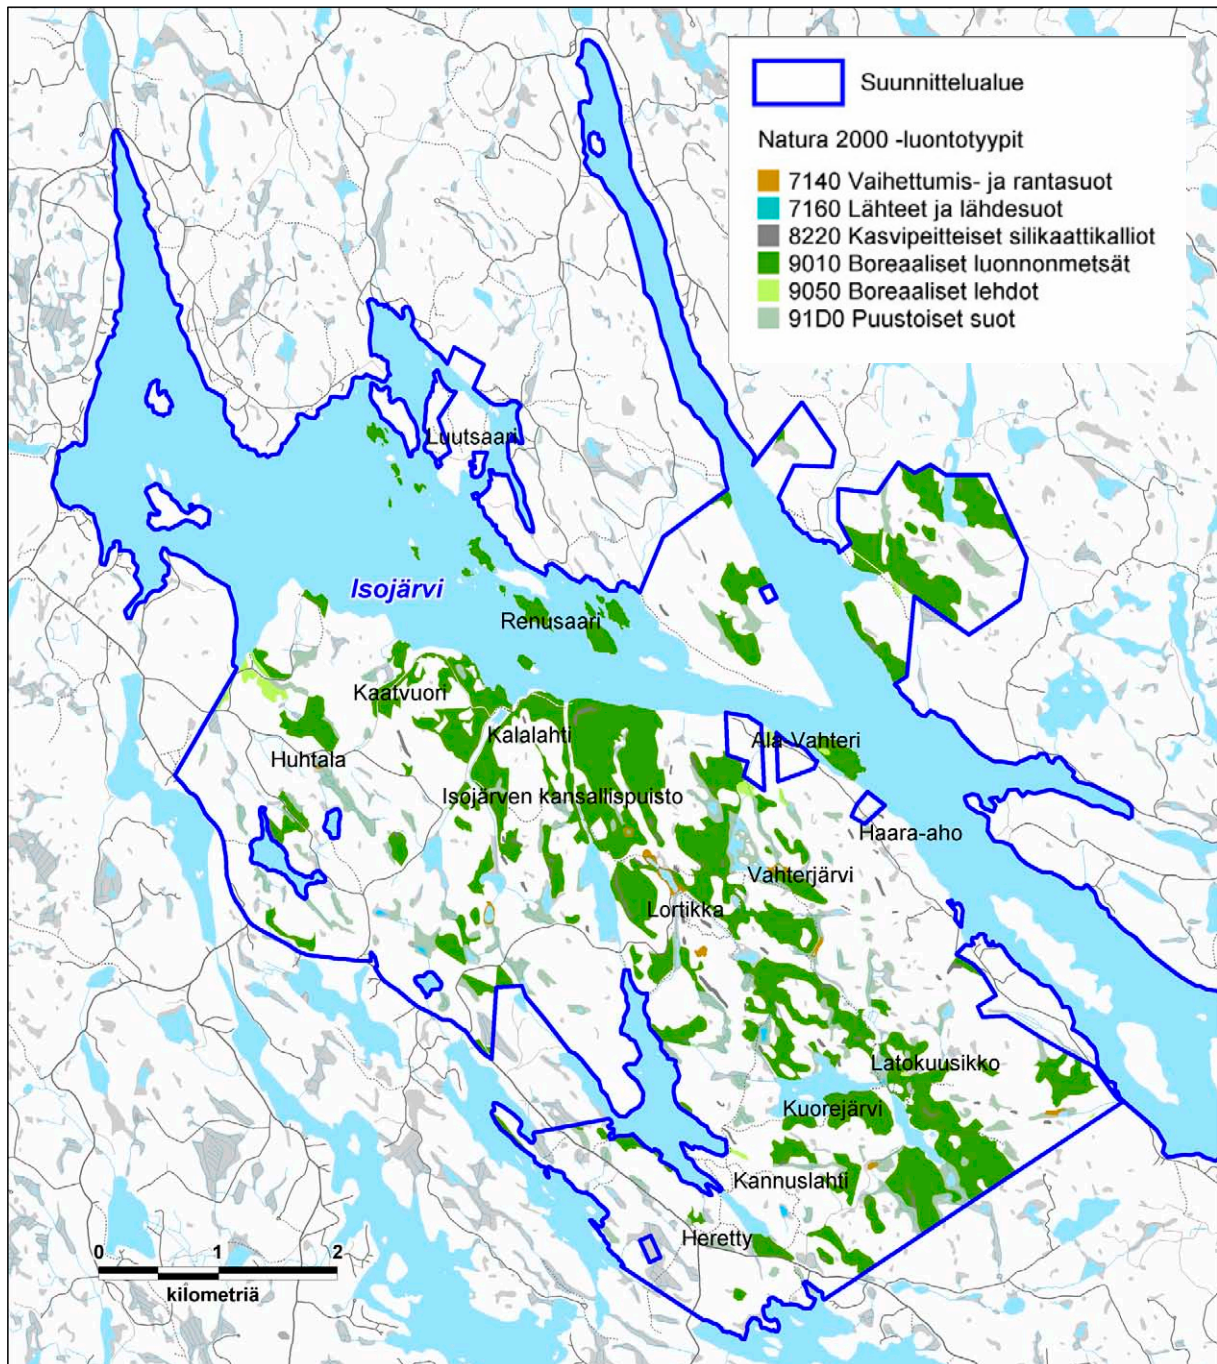 Suunnittelualue
Natura 2000 -luontotyypit
7140 Vaihettumis- ja rantasuot
7160 Lähteet ja lähdesuot
8220 Kasvipeitteiset silikaattikalliot
9010 Boreaaliset luonnonmetsät
9050 Boreaaliset lehdot
91D0 Puustoiset suot
Luutsaari
Isojärvi
Renusaari
Kaatvuori
Kalalahti
Ala Vahteri
Huhtala
Isojärven kansallispuisto
Haara-aho
Vahterjärvi
Lortikka
Latokuusikko
Kuorejärvi
Kannuslahti
Heretty
0 1 2
kilometriä